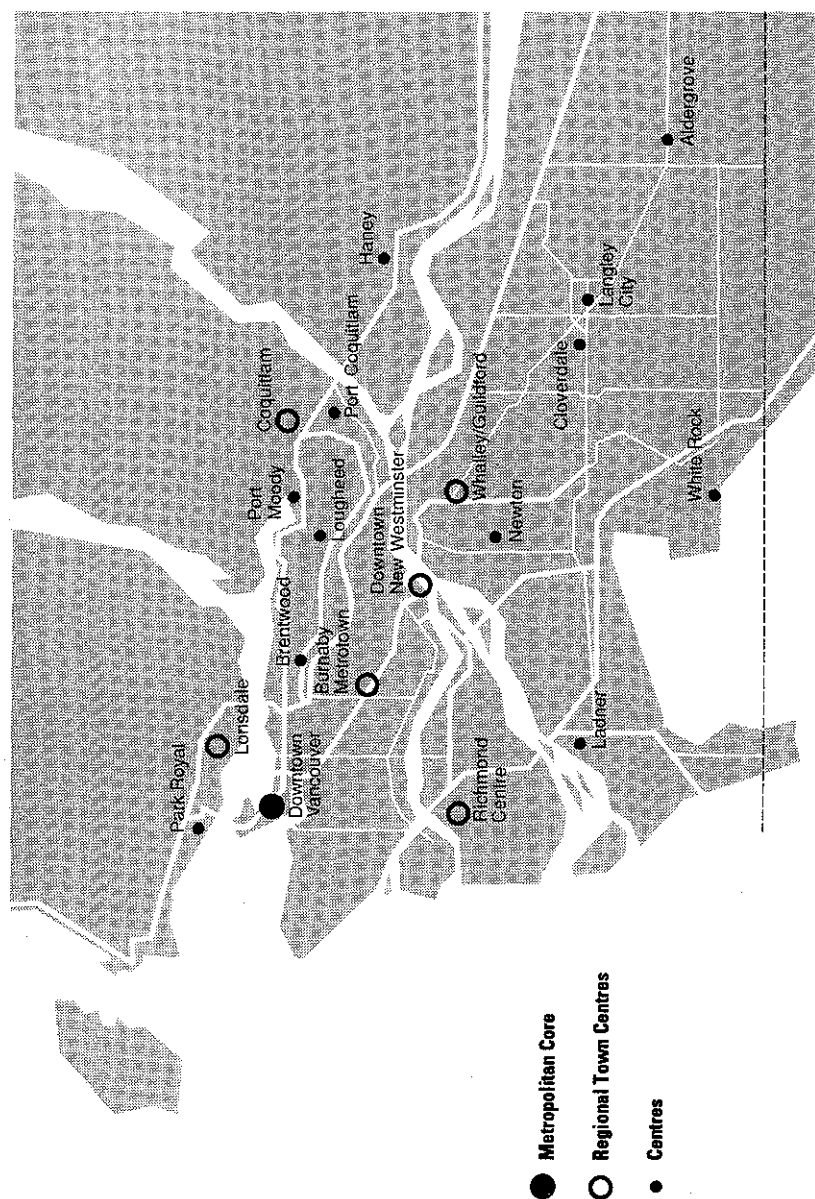 Park Royal
Lonsdale
Downtown
Vancouver
Brentwood
Burnaby
Metrotown
Port
Moody
Lougheed
Coquitlam
Port Coquitlam
Haney
Downtown
New Westminster
Whalley/Guildford
Newton
Richmond
Centre
Ladner
Cloverdale
Langley
City
White Rock
Aldergrove
Metropolitan Core
Regional Town Centres
Centres